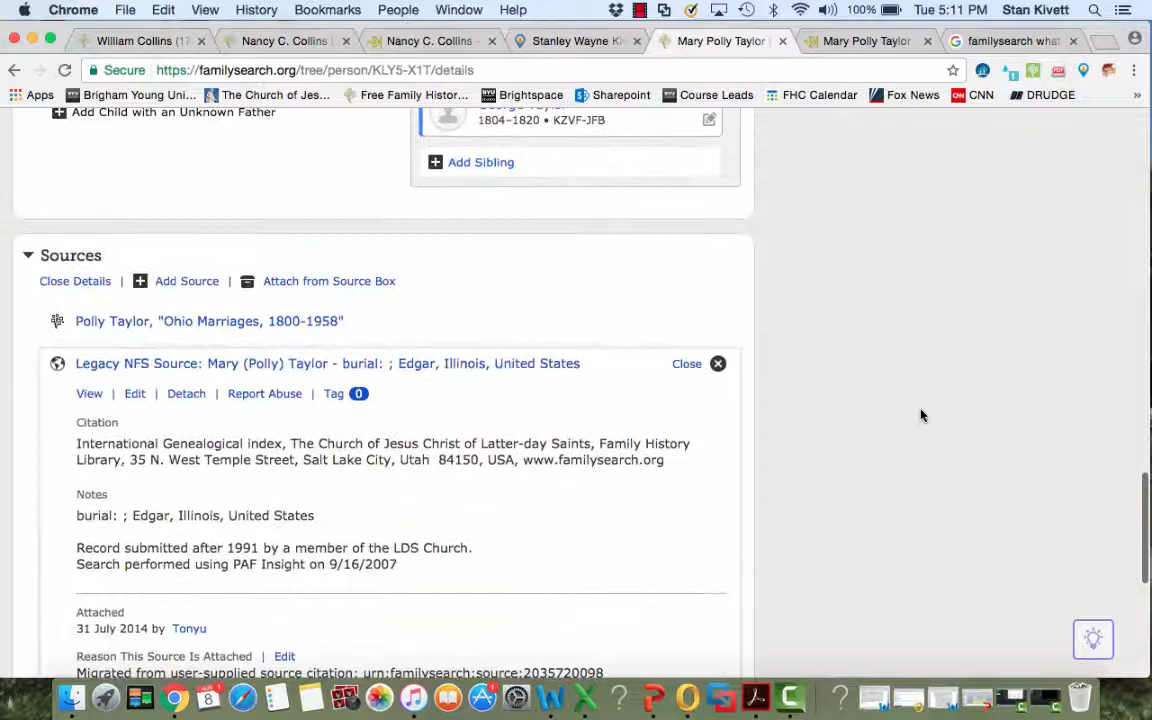 Chrome File Edit View History Bookmarks People Window Help 100% Tue 5:11 PM Stan Kivett
William Collins (17 Nancy C. Collins ( Nancy C. Collins - Stanley Wayne Ki Mary Polly Taylor | Mary Polly Taylor familysearch what
Secure https://familysearch.org/tree/person/KLY5-X1T/details
Apps Brigham Young Uni... The Church of Jes... Free Family Histor... Brightspace Sharepoint Course Leads FHC Calendar Fox News CNN DRUDGE »
Add Child with an Unknown Father
1804–1820 • KZVF-JFB
Add Sibling
Sources
Close Details | Add Source | Attach from Source Box
Polly Taylor, "Ohio Marriages, 1800-1958"
Legacy NFS Source: Mary (Polly) Taylor - burial: ; Edgar, Illinois, United States Close
View | Edit | Detach | Report Abuse | Tag 0
Citation
International Genealogical index, The Church of Jesus Christ of Latter-day Saints, Family History
Library, 35 N. West Temple Street, Salt Lake City, Utah 84150, USA, www.familysearch.org
Notes
burial: ; Edgar, Illinois, United States
Record submitted after 1991 by a member of the LDS Church.
Search performed using PAF Insight on 9/16/2007
Attached
31 July 2014 by Tonyu
Reason This Source Is Attached | Edit
Migrated from user-supplied source citation: urn:familysearch:source:2035720098